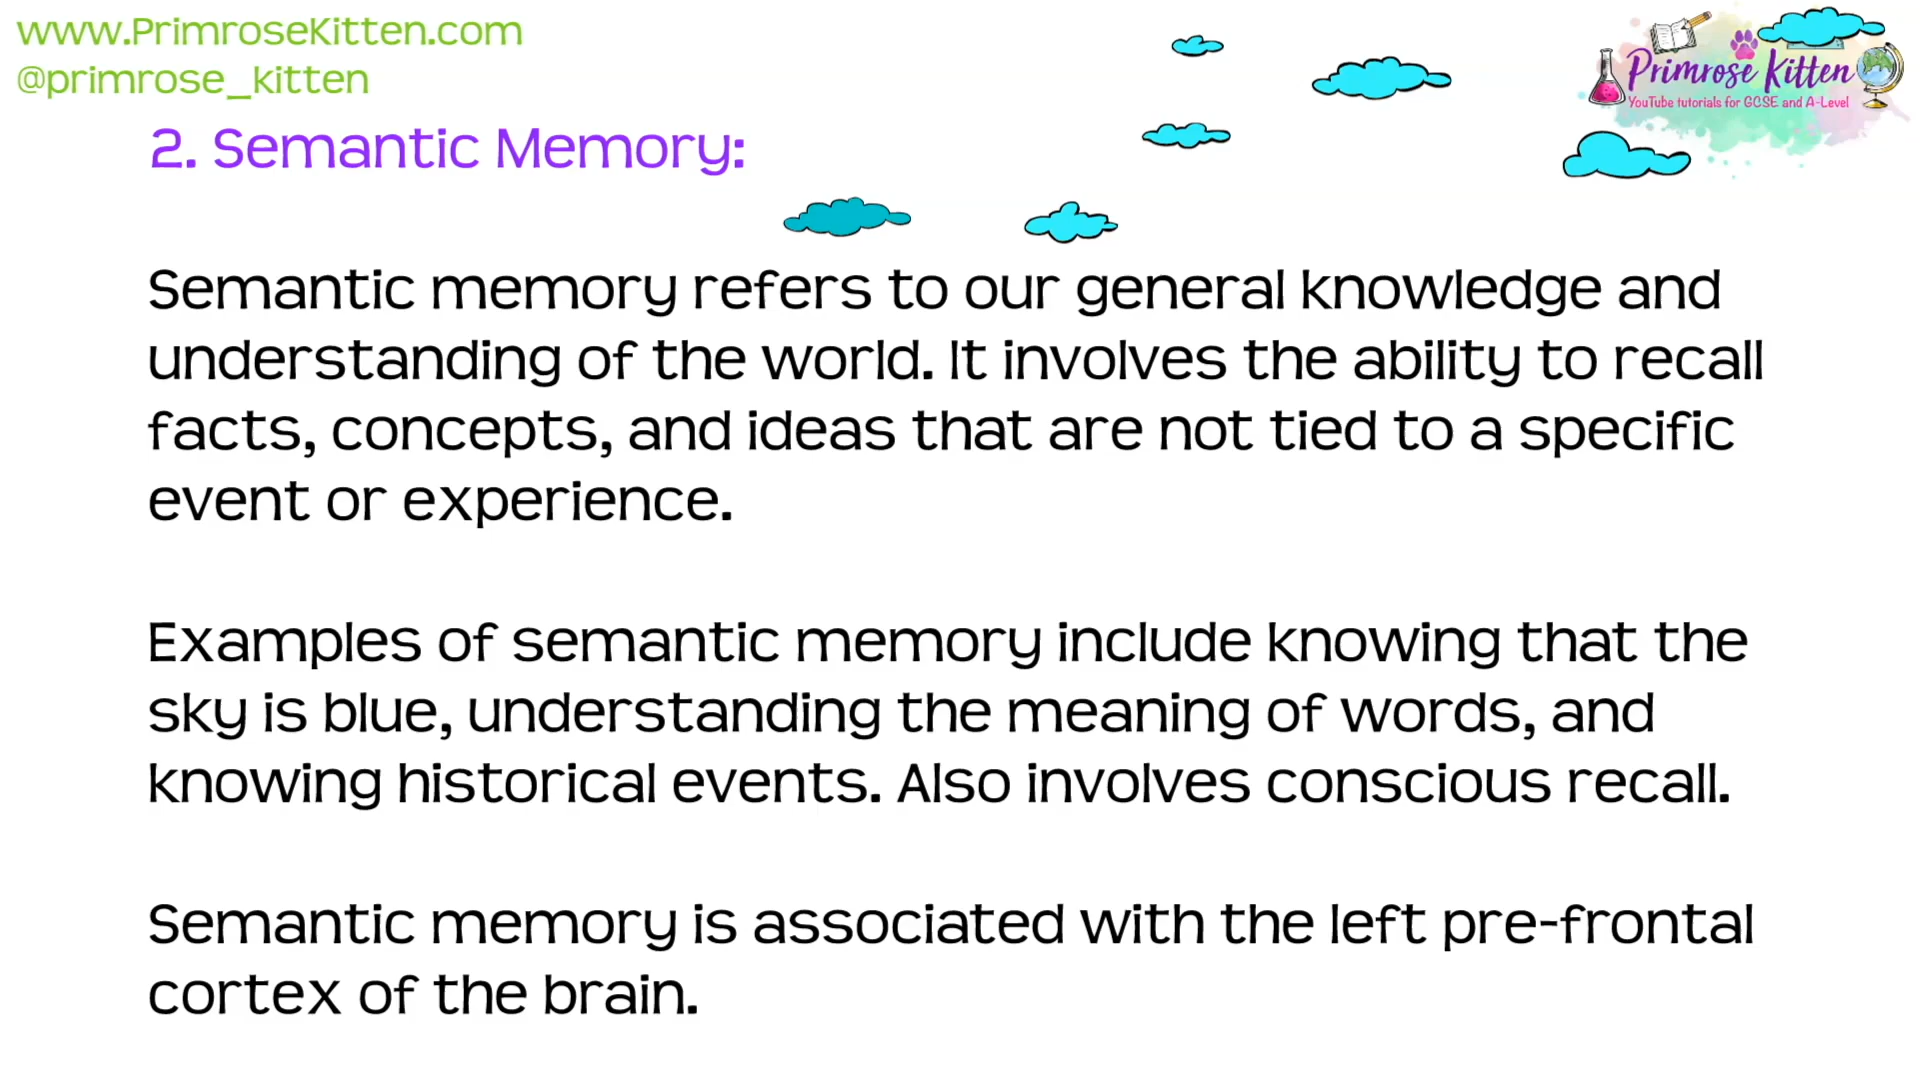 www.PrimroseKitten.com
@primrose_kitten
Primrose Kitten
YouTube tutorials for GCSE and A-Level
2. Semantic Memory:
Semantic memory refers to our general knowledge and
understanding of the world. It involves the ability to recall
facts, concepts, and ideas that are not tied to a specific
event or experience.
Examples of semantic memory include knowing that the
sky is blue, understanding the meaning of words, and
knowing historical events. Also involves conscious recall.
Semantic memory is associated with the left pre-frontal
cortex of the brain.